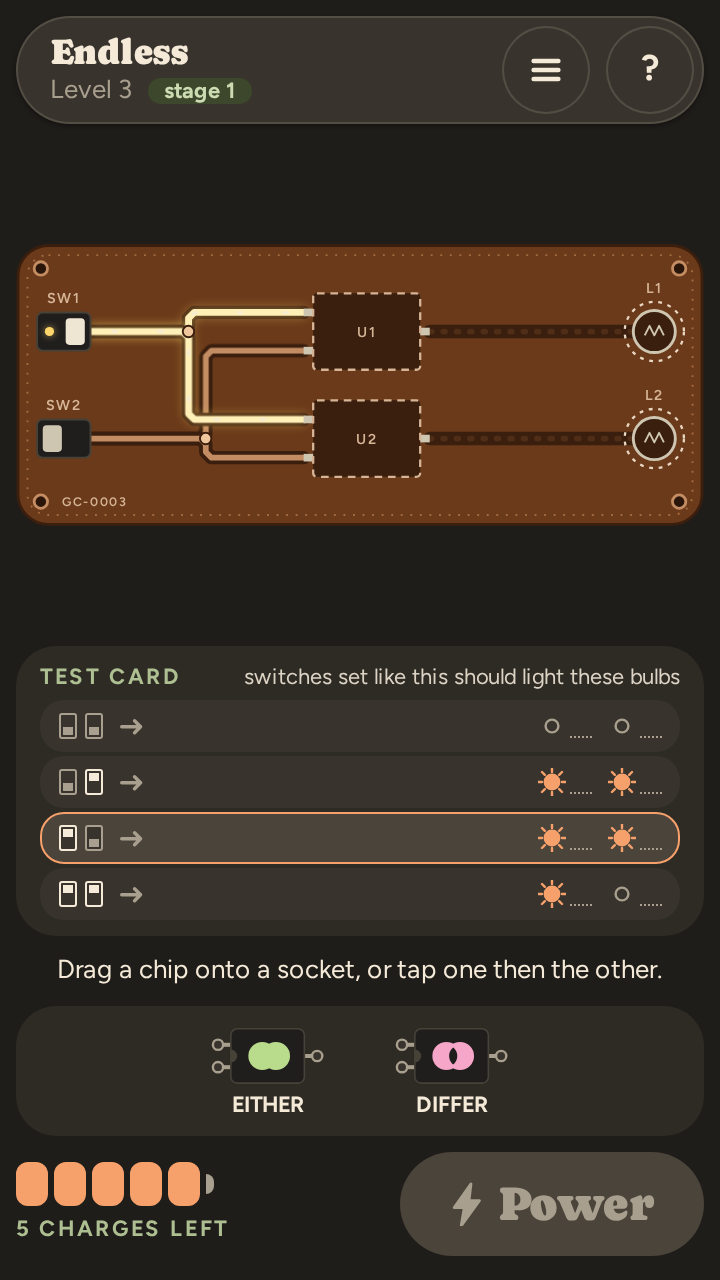 Endless
Level 3 stage 1
?
SW1
SW2
U1
U2
L1
L2
GC-0003
TEST CARD switches set like this should light these bulbs
Drag a chip onto a socket, or tap one then the other.
EITHER DIFFER
5 CHARGES LEFT
Power